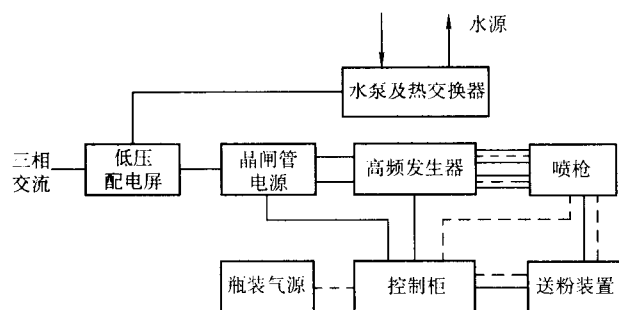 水源
水泵及热交换器
三相
交流
低压
配电屏
晶闸管
电源
高频发生器
喷枪
瓶装气源
控制柜
送粉装置